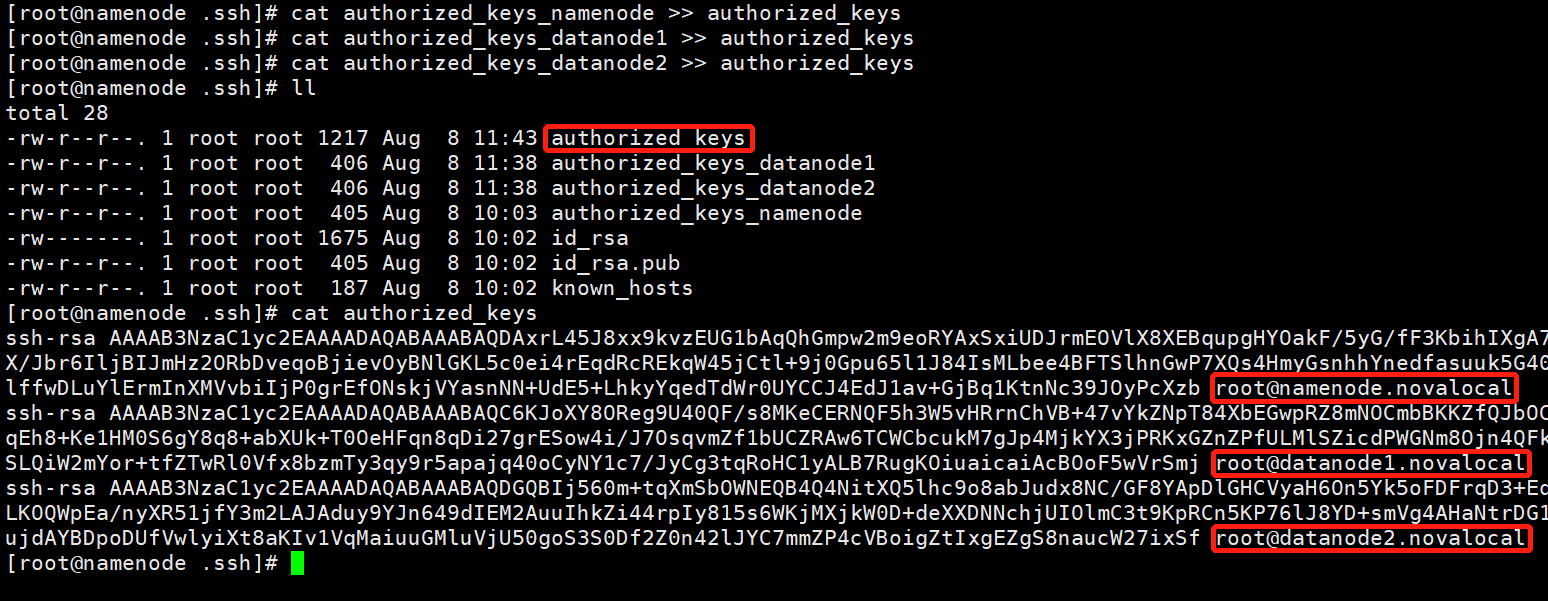 [root@namenode .ssh]# cat authorized_keys_namenode >> authorized_keys
[root@namenode .ssh]# cat authorized_keys_datanode1 >> authorized_keys
[root@namenode .ssh]# cat authorized_keys_datanode2 >> authorized_keys
[root@namenode .ssh]# ll
total 28
-rw-r--r--. 1 root root 1217 Aug  8 11:43 authorized_keys
-rw-r--r--. 1 root root  406 Aug  8 11:38 authorized_keys_datanode1
-rw-r--r--. 1 root root  406 Aug  8 11:38 authorized_keys_datanode2
-rw-r--r--. 1 root root  405 Aug  8 10:03 authorized_keys_namenode
-rw-------. 1 root root 1675 Aug  8 10:02 id_rsa
-rw-r--r--. 1 root root  405 Aug  8 10:02 id_rsa.pub
-rw-r--r--. 1 root root  187 Aug  8 10:02 known_hosts
[root@namenode .ssh]# cat authorized_keys
ssh-rsa AAAAB3NzaC1yc2EAAAADAQABAAABAQDAxrL45J8xx9kvzEUG1bAqQhGmpw2m9eoRYAxSxiUDJrmEOVlX8XEBqupgHYOakF/5yG/fF3KbihIXgA7
X/Jbr6IljBIJmHz2ORbDveqoBjievOyBNlGKL5c0ei4rEqdRcREkqW45jCtl+9j0Gpu65l1J84IsMLbee4BFTSlhnGwP7XQs4HmyGsnhhYnedfasuuk5G40
lffwDLuYlErmInXMVvbiIjP0grEfONskjVYasnNN+UdE5+LhkyYqedTdWr0UYCCJ4EdJ1av+GjBq1KtnNc39JOyPcXzb root@namenode.novalocal
ssh-rsa AAAAB3NzaC1yc2EAAAADAQABAAABAQC6KJoXY8OReg9U40QF/s8MKeCERNQF5h3W5vHRrnChVB+47vYkZNpT84XbEGwpRZ8mNOCmbBKKZfQJbOC
qEh8+Ke1HM0S6gY8q8+abXUk+T0OeHFqn8qDi27grESow4i/J7OsqvmZf1bUCZRAw6TCWCbcukM7gJp4MjkYX3jPRKxGZnZPfULMlSZicdPWGNm8Ojn4QFk
SLQiW2mYor+tfZTwRl0Vfx8bzmTy3qy9r5apajq40oCyNY1c7/JyCg3tqRoHC1yALB7RugKOiuaicaiAcBOoF5wVrSmj root@datanode1.novalocal
ssh-rsa AAAAB3NzaC1yc2EAAAADAQABAAABAQDGQBIj560m+tqXmSbOWNEQB4Q4NitXQ5lhc9o8abJudx8NC/GF8YApDlGHCVyaH6On5Yk5oFDFrqD3+Ed
LKOQWpEa/nyXR51jfY3m2LAJAduy9YJn649dIEM2AuuIhkZi44rpIy815s6WKjMXjkW0D+deXXDNNchjUIOlmC3t9KpRCn5KP76lJ8YD+smVg4AHaNtrDG1
ujdAYBDpoDUfVwlyiXt8aKIv1VqMaiuuGMluVjU50goS3S0Df2Z0n42lJYC7mmZP4cVBoigZtIxgEZgS8naucW27ixSf root@datanode2.novalocal
[root@namenode .ssh]#